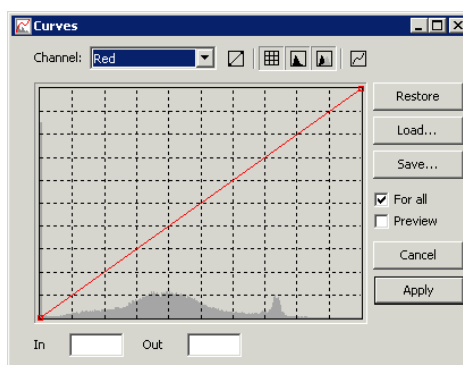 Curves
Channel: Red
Restore
Load...
Save...
For all
Preview
Cancel
Apply
In Out